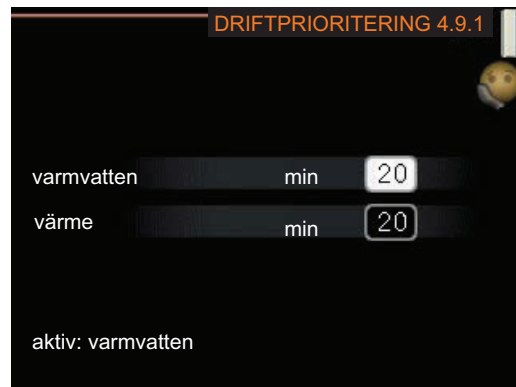 DRIFTPRIORITERING 4.9.1
varmvatten min 20
värme min 20
aktiv: varmvatten